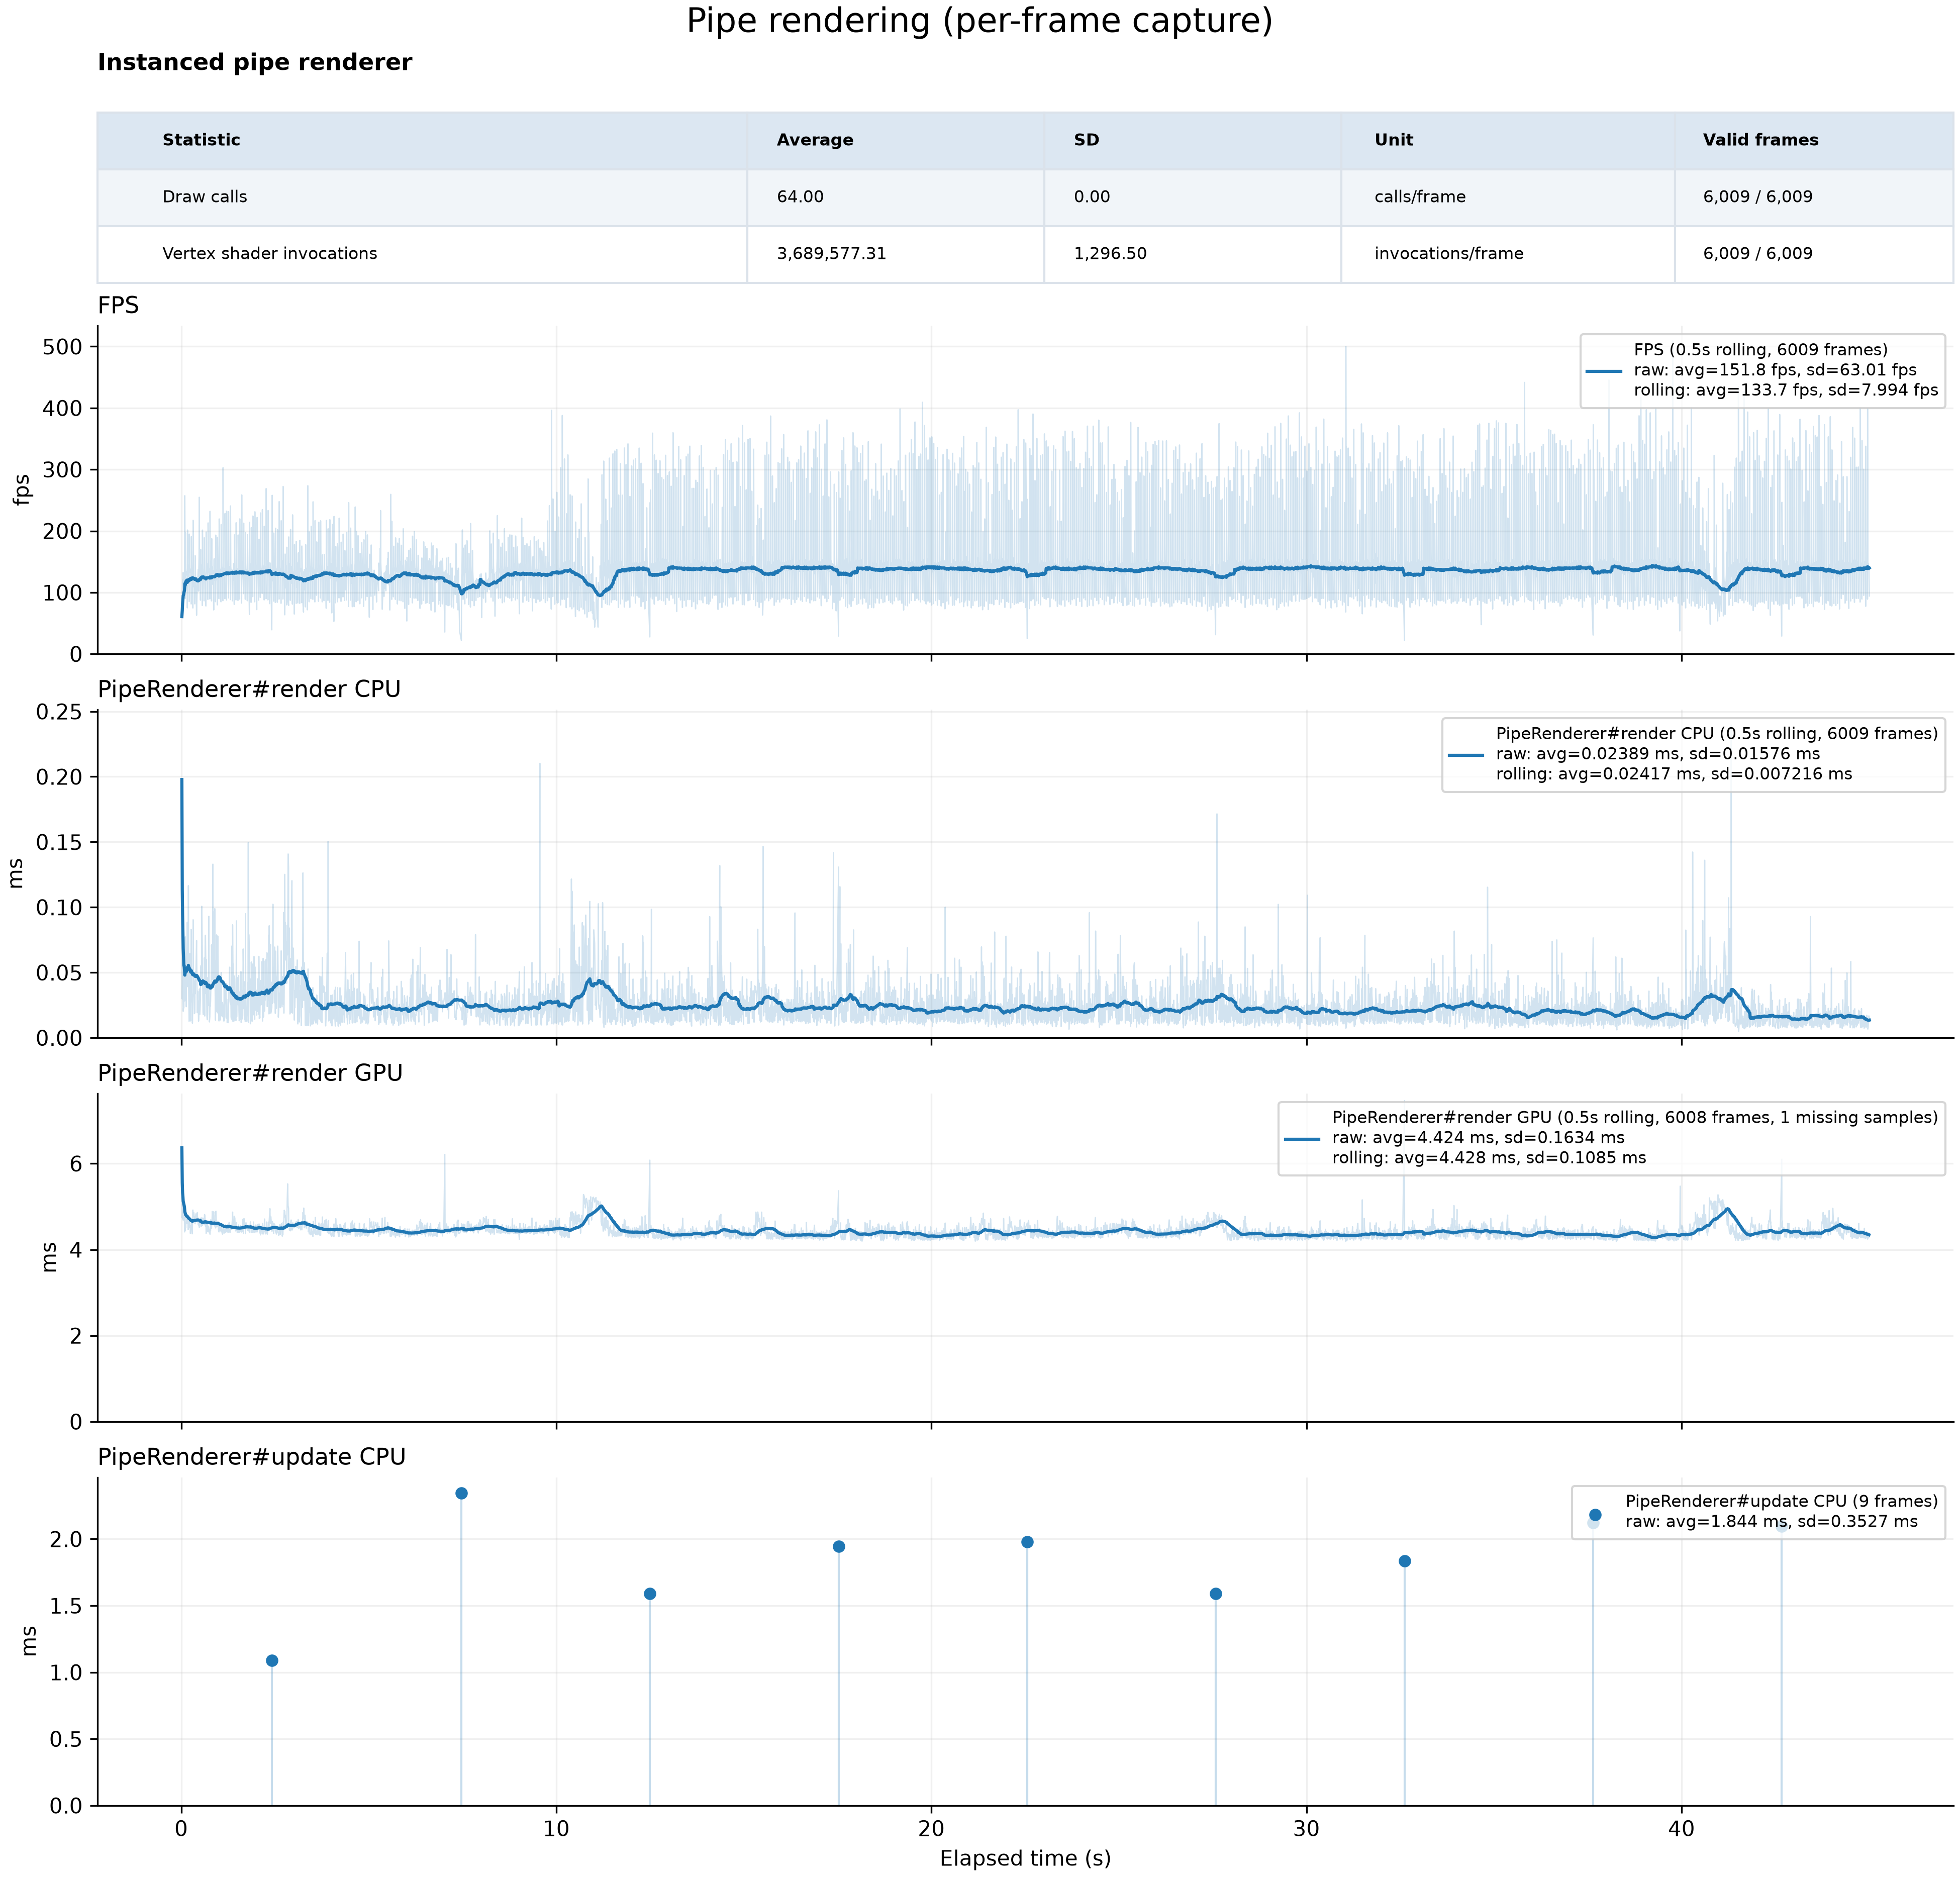 Pipe rendering (per-frame capture)
Instanced pipe renderer
Statistic Average SD Unit Valid frames
Draw calls 64.00 0.00 calls/frame 6,009 / 6,009
Vertex shader invocations 3,689,577.31 1,296.50 invocations/frame 6,009 / 6,009
FPS
500
400
300
200
100
0
fps
FPS (0.5s rolling, 6009 frames)
raw: avg=151.8 fps, sd=63.01 fps
rolling: avg=133.7 fps, sd=7.994 fps
PipeRenderer#render CPU
0.25
0.20
0.15
0.10
0.05
0.00
ms
PipeRenderer#render CPU (0.5s rolling, 6009 frames)
raw: avg=0.02389 ms, sd=0.01576 ms
rolling: avg=0.02417 ms, sd=0.007216 ms
PipeRenderer#render GPU
6
4
2
0
ms
PipeRenderer#render GPU (0.5s rolling, 6008 frames, 1 missing samples)
raw: avg=4.424 ms, sd=0.1634 ms
rolling: avg=4.428 ms, sd=0.1085 ms
PipeRenderer#update CPU
2.0
1.5
1.0
0.5
0.0
ms
PipeRenderer#update CPU (9 frames)
raw: avg=1.844 ms, sd=0.3527 ms
0 10 20 30 40
Elapsed time (s)